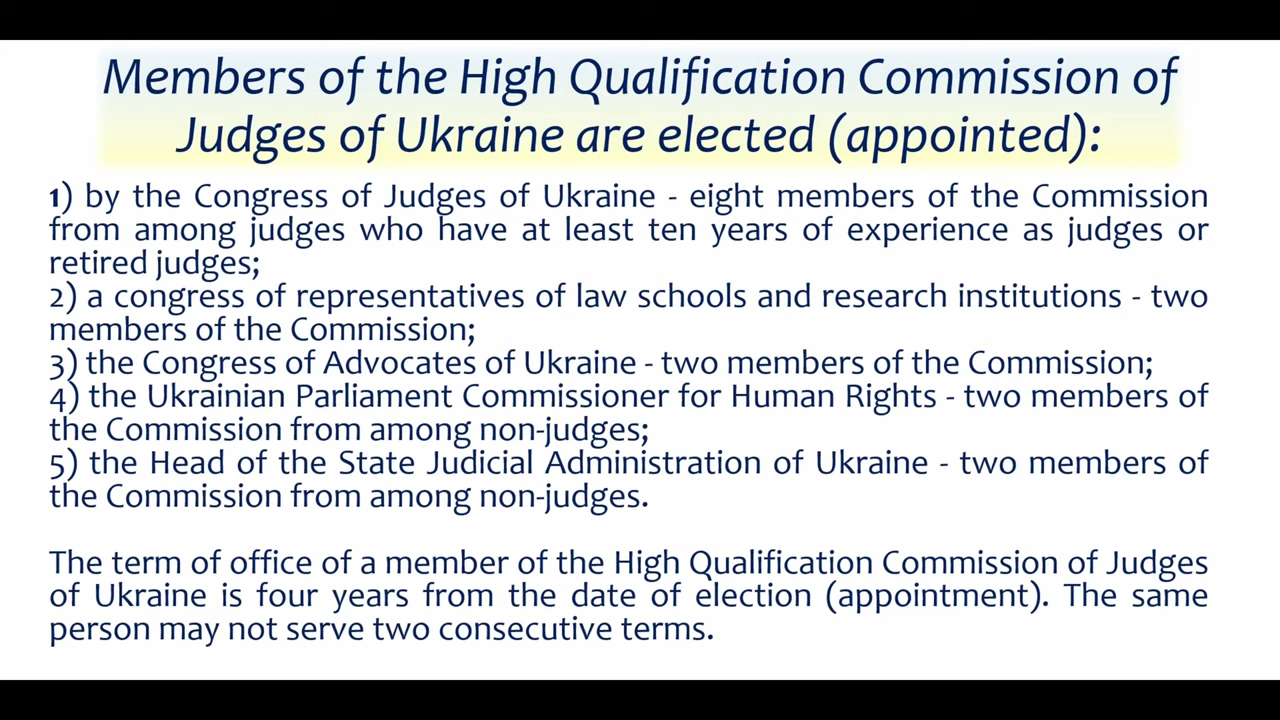 Members of the High Qualification Commission of
Judges of Ukraine are elected (appointed):
1) by the Congress of Judges of Ukraine - eight members of the Commission
from among judges who have at least ten years of experience as judges or
retired judges;
2) a congress of representatives of law schools and research institutions - two
members of the Commission;
3) the Congress of Advocates of Ukraine - two members of the Commission;
4) the Ukrainian Parliament Commissioner for Human Rights - two members of
the Commission from among non-judges;
5) the Head of the State Judicial Administration of Ukraine - two members of
the Commission from among non-judges.
The term of office of a member of the High Qualification Commission of Judges
of Ukraine is four years from the date of election (appointment). The same
person may not serve two consecutive terms.